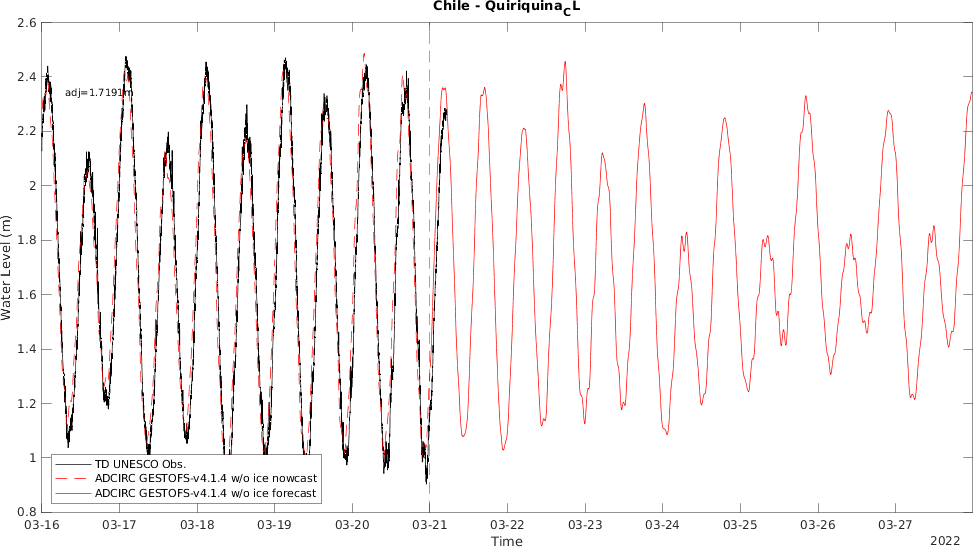 Chile - Quiriquina_CL
2.6
2.4
adj=1.7191m
2.2
2
1.8
Water Level (m)
1.6
1.4
1.2
1
TD UNESCO Obs.
ADCIRC GESTOFS-v4.1.4 w/o ice nowcast
ADCIRC GESTOFS-v4.1.4 w/o ice forecast
0.8
03-16 03-17 03-18 03-19 03-20 03-21 03-22 03-23 03-24 03-25 03-26 03-27
Time
2022